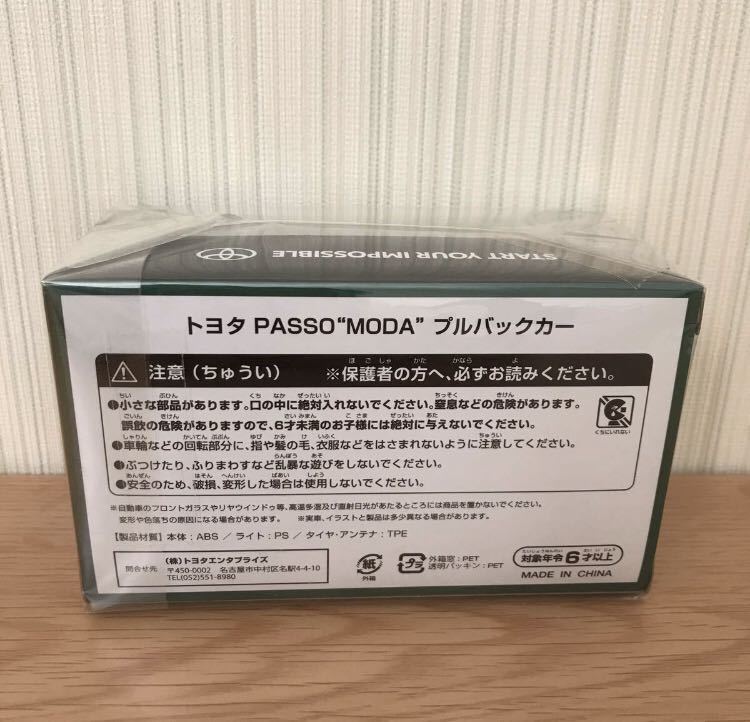 START YOUR IMPOSSIBLE
トヨタ PASSO“MODA” プルバックカー
注意（ちゅうい） ※保護者の方へ、必ずお読みください。
●小さな部品があります。口の中に絶対入れないでください。窒息などの危険があります。
誤飲の危険がありますので、6才未満のお子様には絶対に与えないでください。
●車輪などの回転部分に、指や髪の毛、衣服などをはさまれないように注意してください。
●ぶつけたり、ふりまわすなど乱暴な遊びをしないでください。
●安全のため、破損、変形した場合は使用しないでください。
くちにいれない
※自動車のフロントガラスやリヤウインドゥ等、高温多湿及び直射日光があたるところには商品を置かないでください。
変形や色落ちの原因になる場合があります。 ※実車、イラストと製品は多少異なる場合があります。
【製品材質】本体：ABS ／ ライト：PS ／ タイヤ・アンテナ：TPE
問合せ先
（株）トヨタエンタプライズ
〒450-0002 名古屋市中村区名駅4-4-10
TEL(052)551-8980
紙
外箱
プラ
外箱窓：PET
透明パッキン：PET
対象年令6才以上
MADE IN CHINA